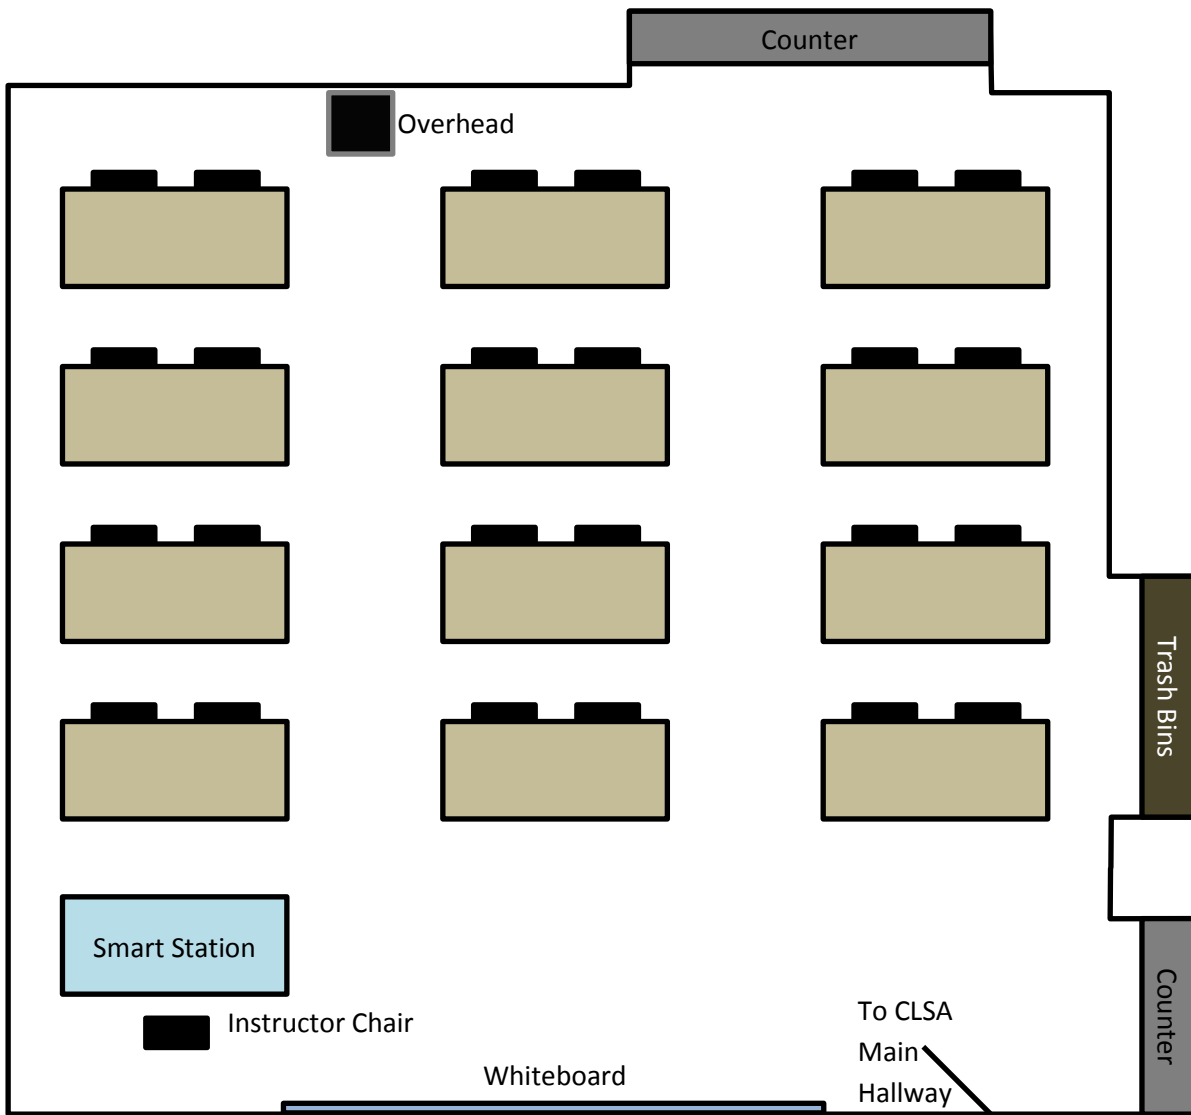 Counter
Overhead
Trash Bins
Smart Station
Instructor Chair
Whiteboard
To CLSA
Main
Hallway
Counter